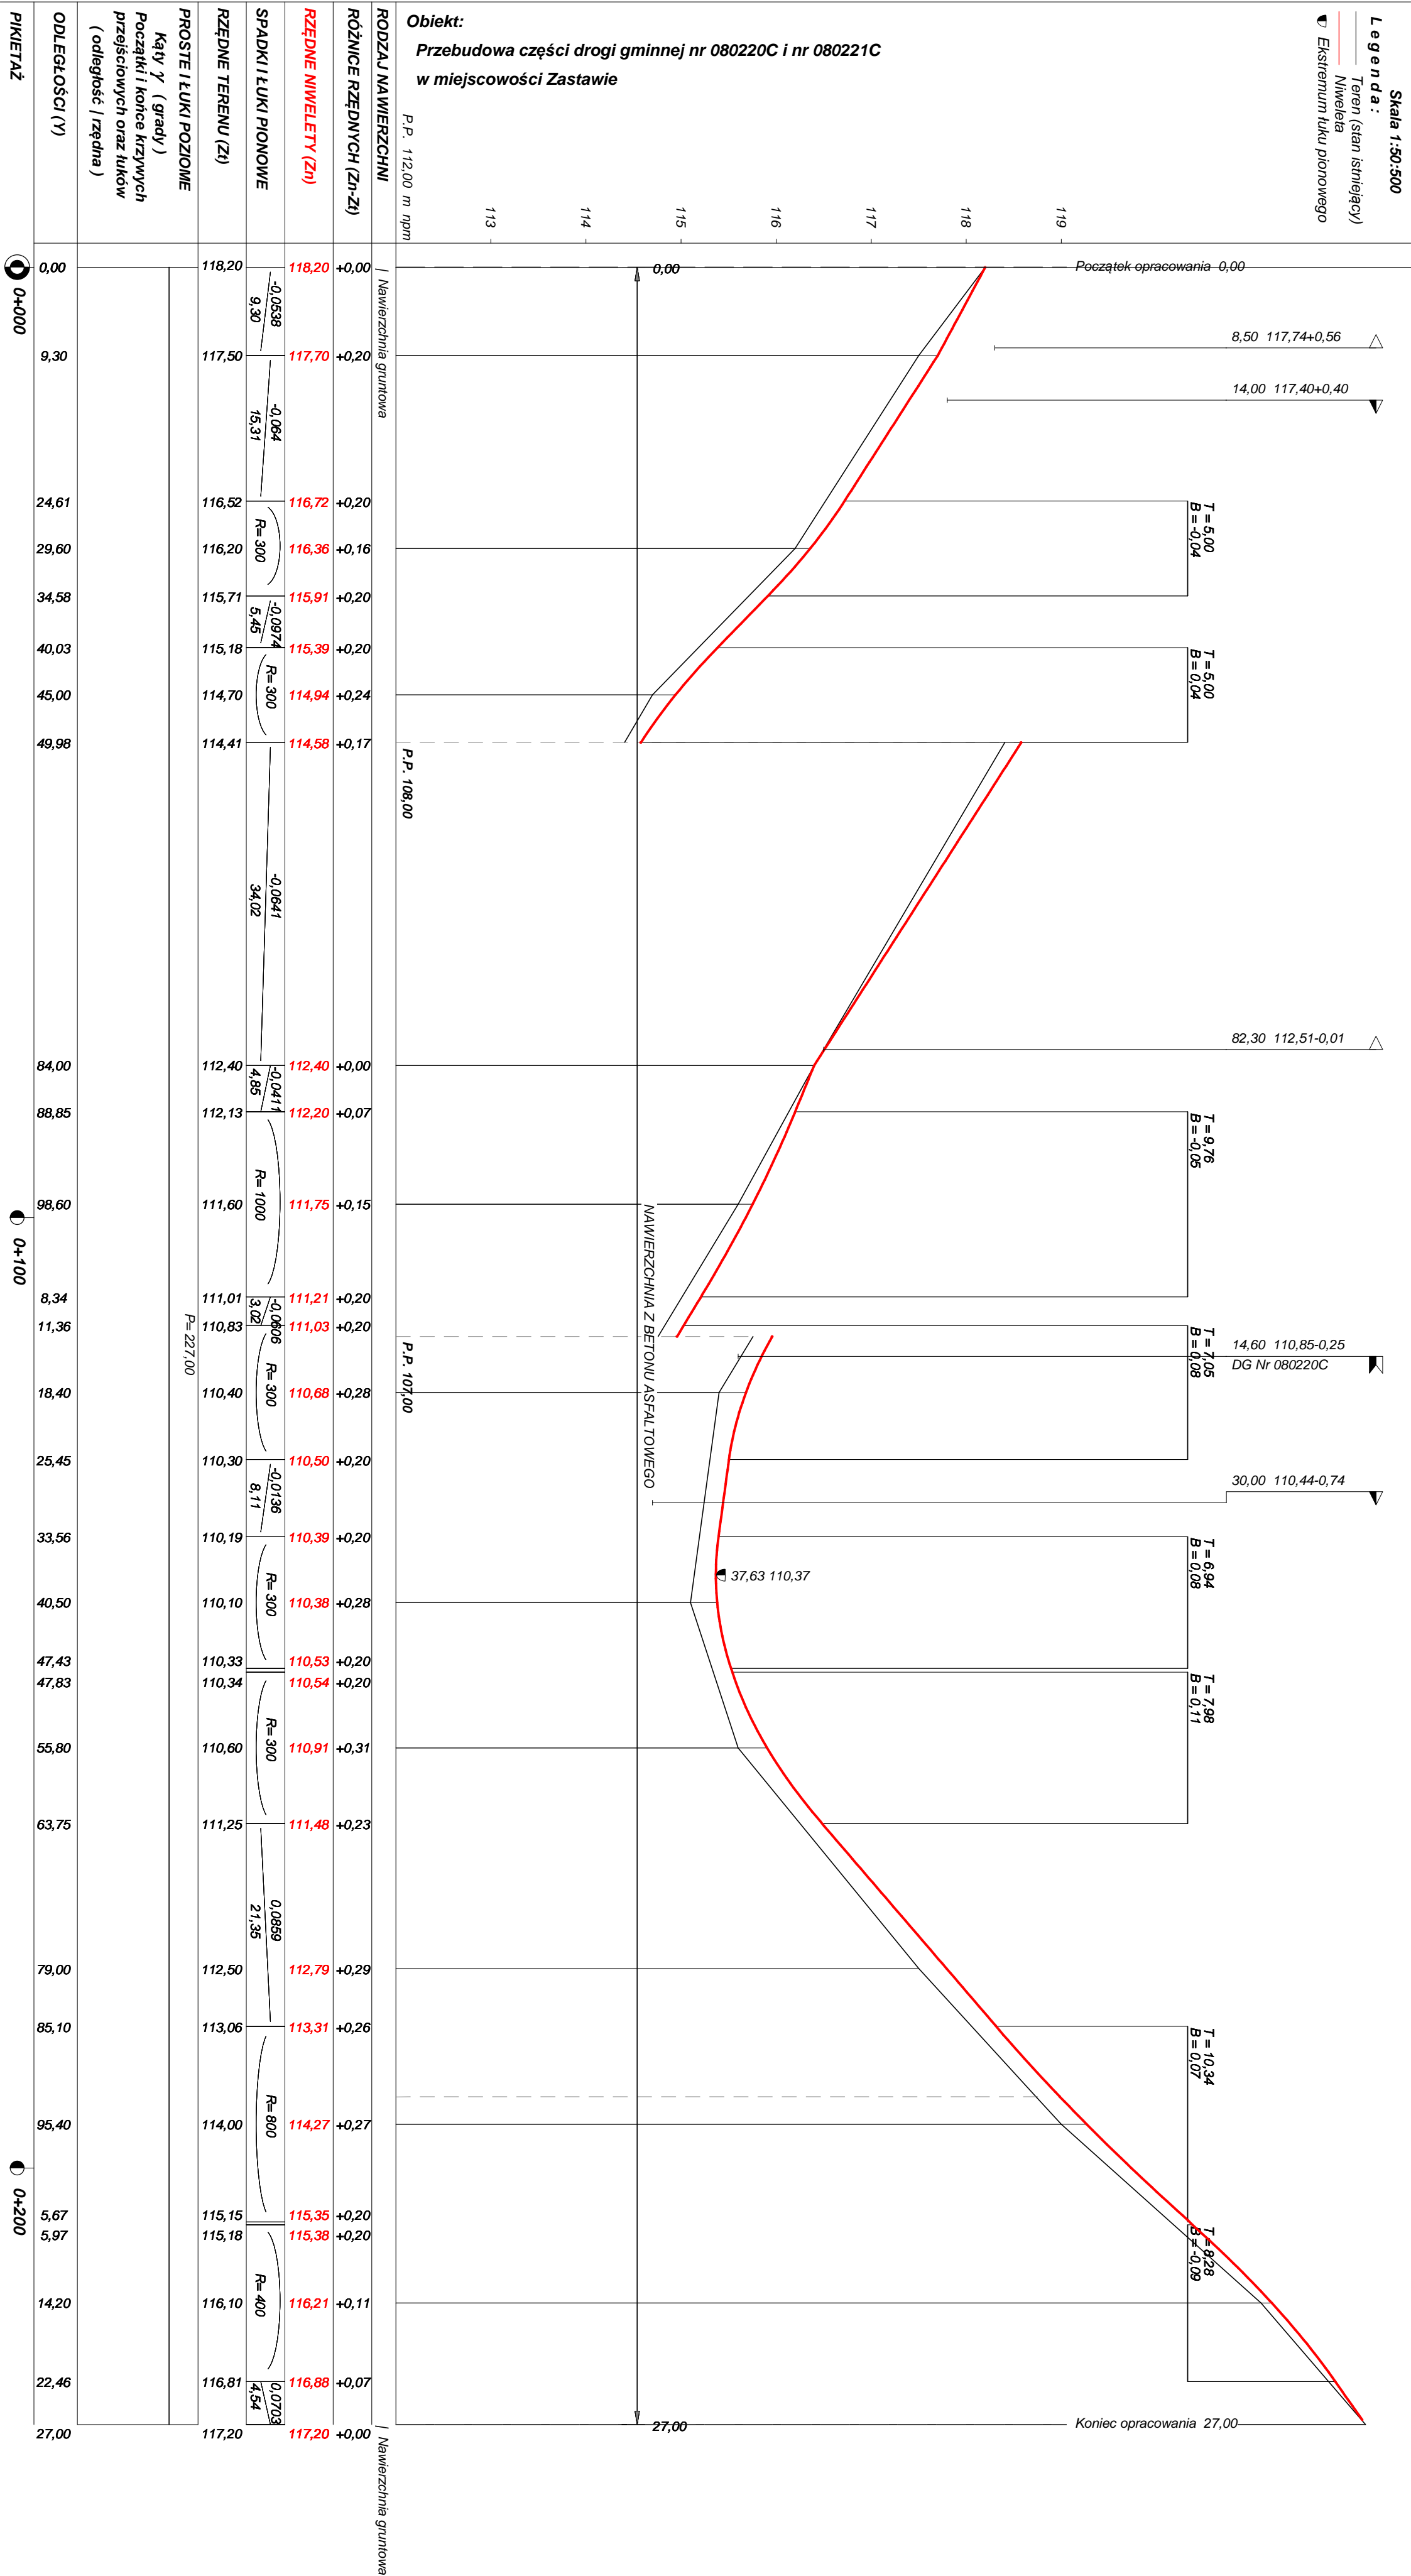 Skala 1:50:500
Legenda:
Teren (stan istniejący)
Niweleta
Ekstremum łuku pionowego
Obiekt:
Przebudowa części drogi gminnej nr 080220C i nr 080221C
w miejscowości Zastawie
P.P. 112,00 m npm
113
114
115
116
117
118
119
Początek opracowania 0,00
8,50 117,74+0,56
14,00 117,40+0,40
82,30 112,51-0,01
14,60 110,85-0,25
DG Nr 080220C
30,00 110,44-0,74
Koniec opracowania 27,00
T = 5,00
B = -0,04
T = 5,00
B = 0,04
T = 9,76
B = -0,05
T = 7,05
B = 0,08
T = 6,94
B = 0,08
T = 7,98
B = 0,11
T = 10,34
B = 0,07
T = 8,28
B = -0,09
37,63 110,37
0,00
NAWIERZCHNIA Z BETONU ASFALTOWEGO
27,00
P.P. 108,00
P.P. 107,00
RODZAJ NAWIERZCHNI
Nawierzchnia gruntowa
Nawierzchnia gruntowa
RÓŻNICE RZĘDNYCH (Zn-Zt)
+0,00
+0,20
+0,20
+0,16
+0,20
+0,20
+0,24
+0,17
+0,00
+0,07
+0,15
+0,20
+0,20
+0,28
+0,20
+0,20
+0,28
+0,20
+0,20
+0,31
+0,23
+0,29
+0,26
+0,27
+0,20
+0,20
+0,11
+0,07
+0,00
RZĘDNE NIWELETY (Zn)
118,20
117,70
116,72
116,36
115,91
115,39
114,94
114,58
112,40
112,20
111,75
111,21
111,03
110,68
110,50
110,39
110,38
110,53
110,54
110,91
111,48
112,79
113,31
114,27
115,35
115,38
116,21
116,88
117,20
SPADKI I ŁUKI PIONOWE
-0,0538
9,30
-0,064
15,31
R= 300
-0,0974
5,45
R= 300
-0,0641
34,02
-0,0411
4,85
R= 1000
-0,0606
3,02
R= 300
-0,0136
8,11
R= 300
R= 300
0,0859
21,35
R= 800
R= 400
0,0703
4,54
RZĘDNE TERENU (Zt)
118,20
117,50
116,52
116,20
115,71
115,18
114,70
114,41
112,40
112,13
111,60
111,01
110,83
110,40
110,30
110,19
110,10
110,33
110,34
110,60
111,25
112,50
113,06
114,00
115,15
115,18
116,10
116,81
117,20
PROSTE I ŁUKI POZIOME
Kąty γ ( grady )
Początki i końce krzywych
przejściowych oraz łuków
( odległość | rzędna )
P= 227,00
ODLEGŁOŚCI (Y)
0,00
9,30
24,61
29,60
34,58
40,03
45,00
49,98
84,00
88,85
98,60
8,34
11,36
18,40
25,45
33,56
40,50
47,43
47,83
55,80
63,75
79,00
85,10
95,40
5,67
5,97
14,20
22,46
27,00
PIKIETAŻ
0+000
0+100
0+200